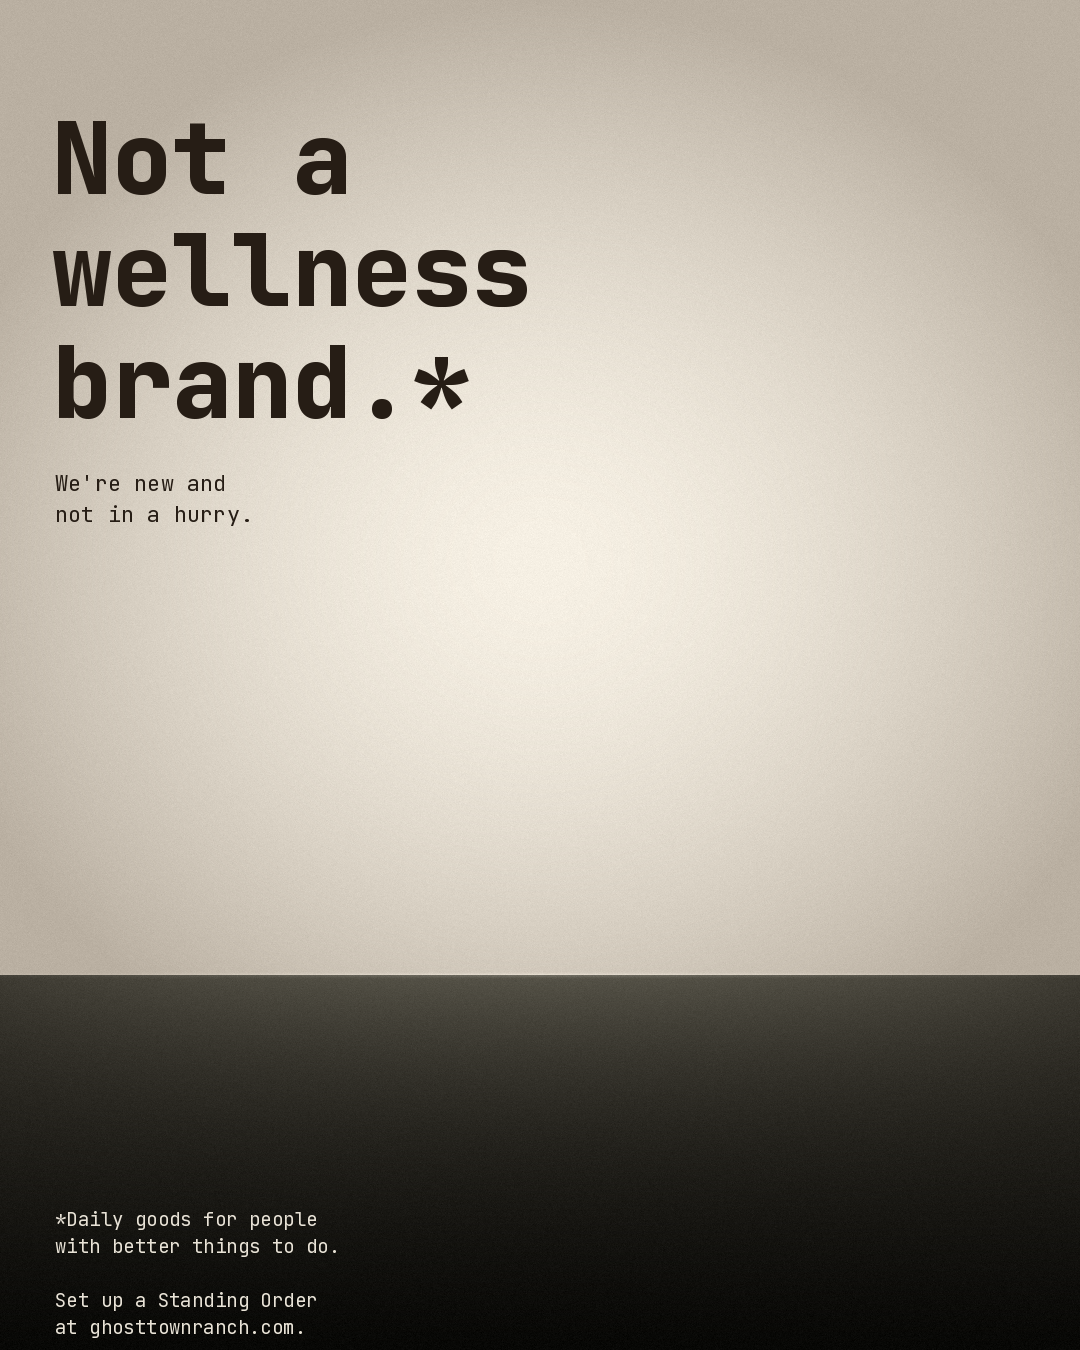 Not a
wellness
brand.*
We're new and
not in a hurry.
*Daily goods for people
with better things to do.
Set up a Standing Order
at ghosttownranch.com.